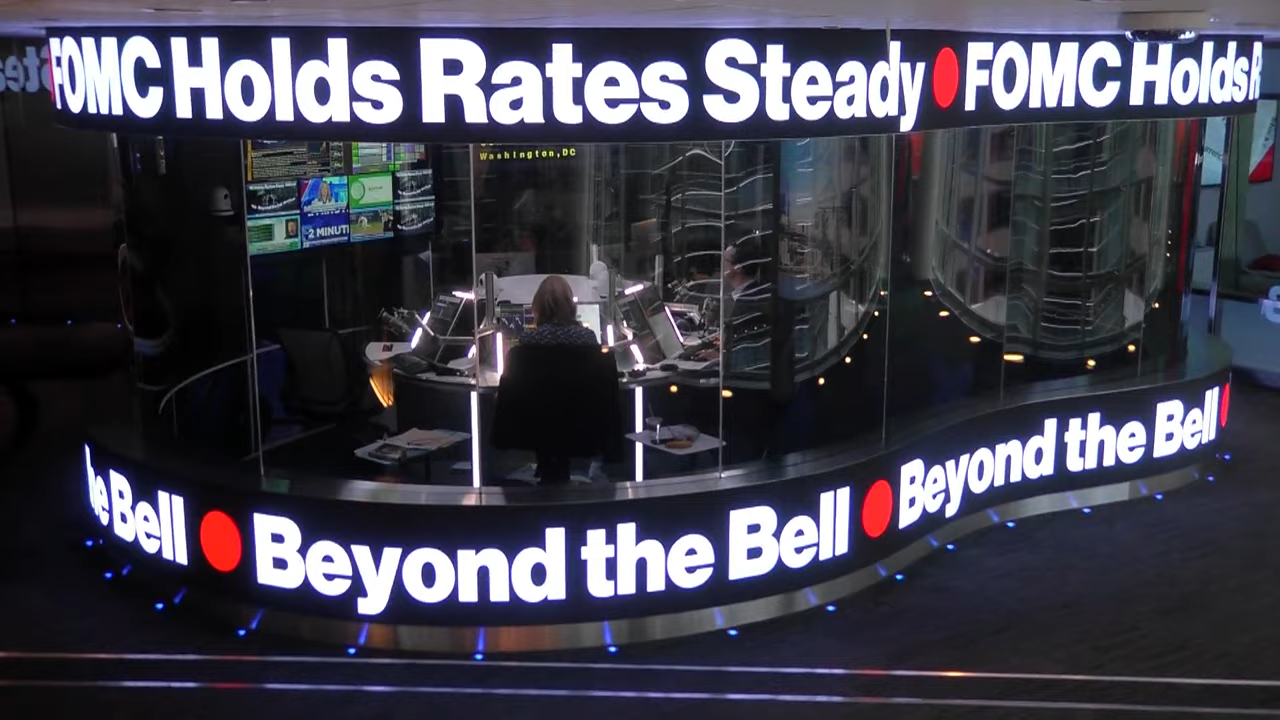 FOMC Holds Rates Steady FOMC Holds R
Washington,DC
2 MINUT
he Bell Beyond the Bell Beyond the Bell